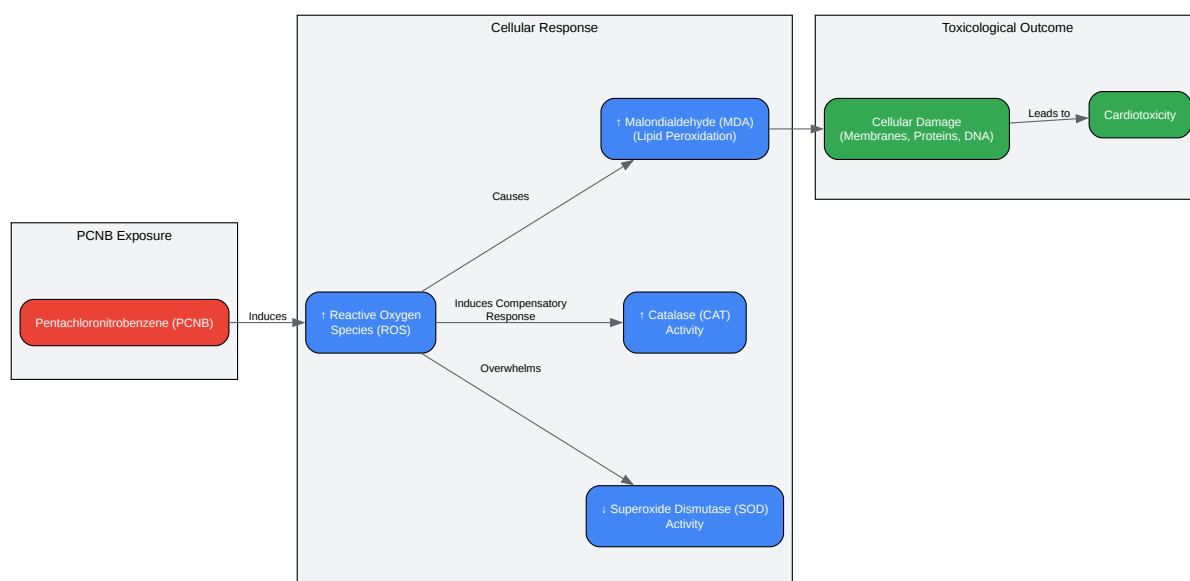 Cellular Response
Toxicological Outcome
↑ Malondialdehyde (MDA)
(Lipid Peroxidation)
Cellular Damage
(Membranes, Proteins, DNA)
Leads to
Cardiotoxicity
Causes
PCNB Exposure
Pentachloronitrobenzene (PCNB)
Induces
↑ Reactive Oxygen
Species (ROS)
Induces Compensatory
Response
↑ Catalase (CAT)
Activity
Overwhelms
↓ Superoxide Dismutase (SOD)
Activity